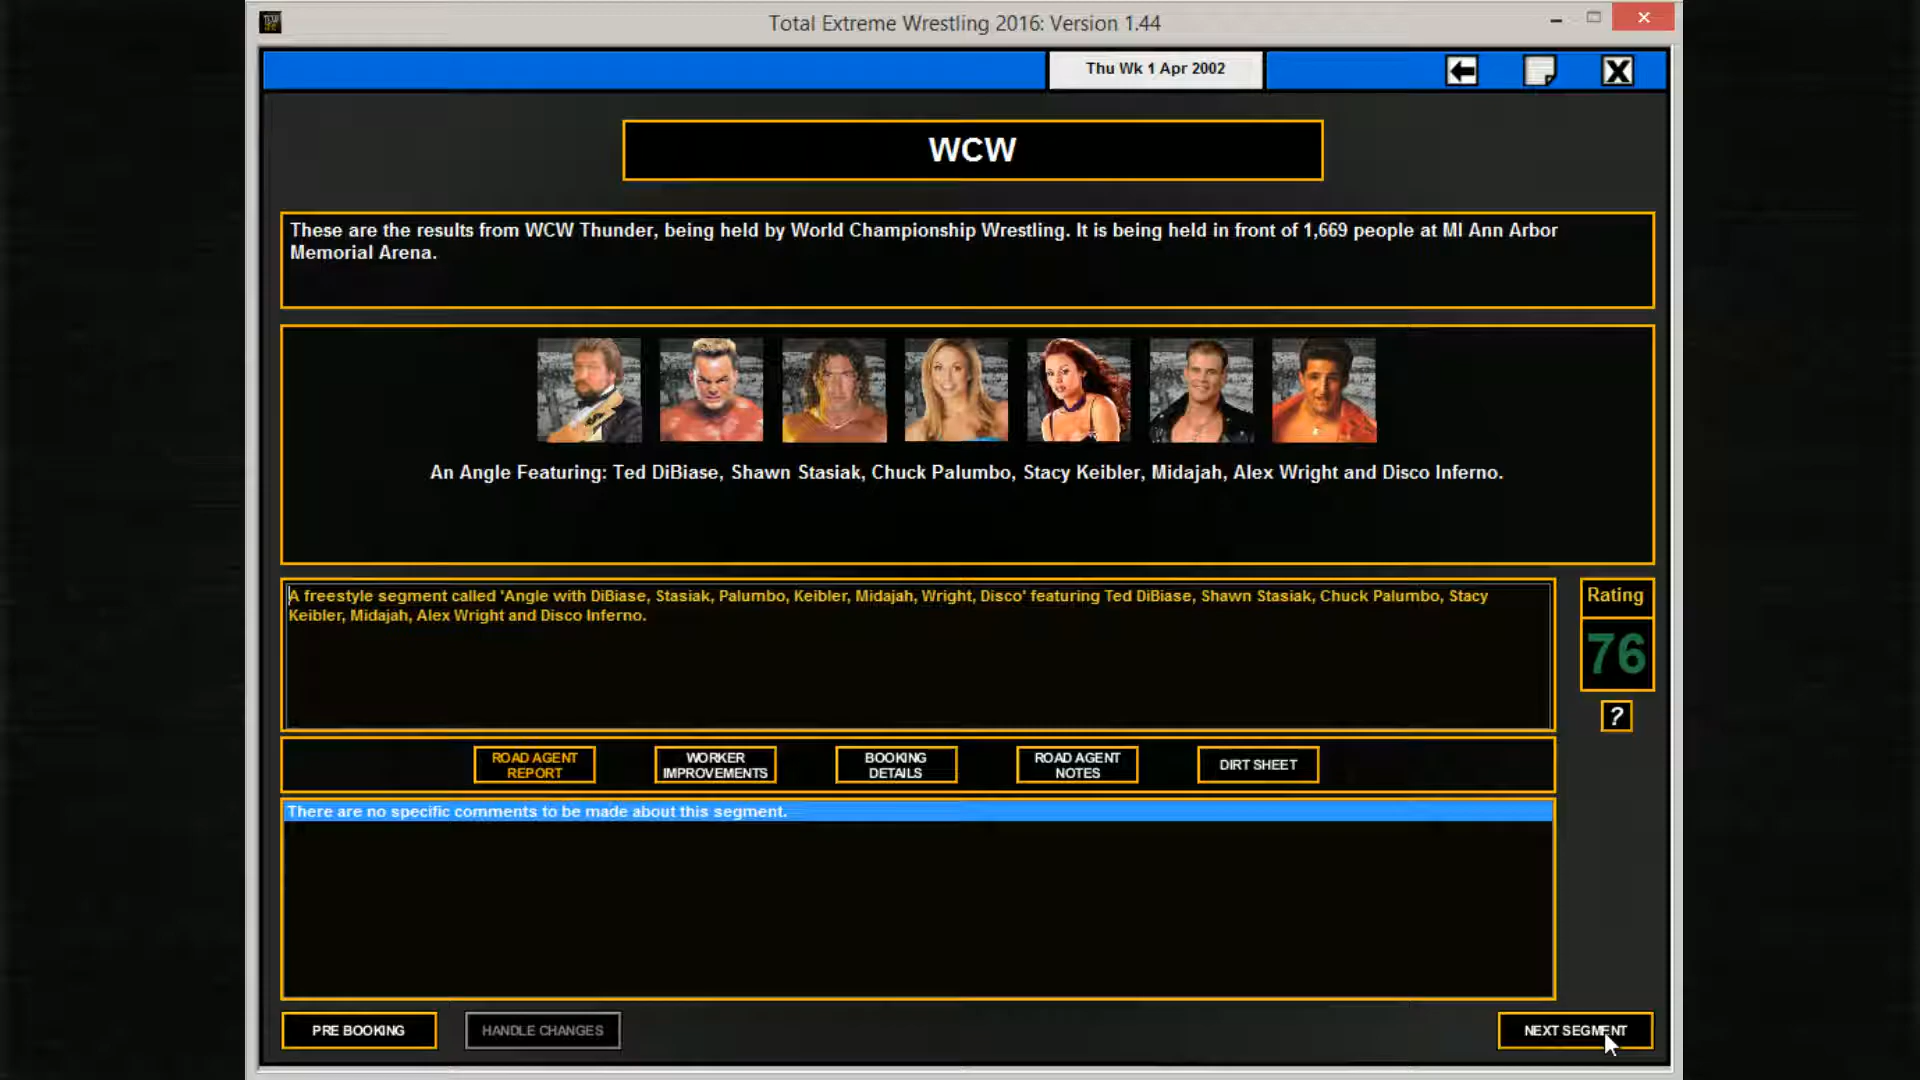 Total Extreme Wrestling 2016: Version 1.44
Thu Wk 1 Apr 2002
WCW
These are the results from WCW Thunder, being held by World Championship Wrestling. It is being held in front of 1,669 people at MI Ann Arbor
Memorial Arena.
An Angle Featuring: Ted DiBiase, Shawn Stasiak, Chuck Palumbo, Stacy Keibler, Midajah, Alex Wright and Disco Inferno.
A freestyle segment called 'Angle with DiBiase, Stasiak, Palumbo, Keibler, Midajah, Wright, Disco' featuring Ted DiBiase, Shawn Stasiak, Chuck Palumbo, Stacy
Keibler, Midajah, Alex Wright and Disco Inferno.
Rating
76
?
ROAD AGENT
REPORT
WORKER
IMPROVEMENTS
BOOKING
DETAILS
ROAD AGENT
NOTES
DIRT SHEET
There are no specific comments to be made about this segment.
PRE BOOKING
HANDLE CHANGES
NEXT SEGMENT